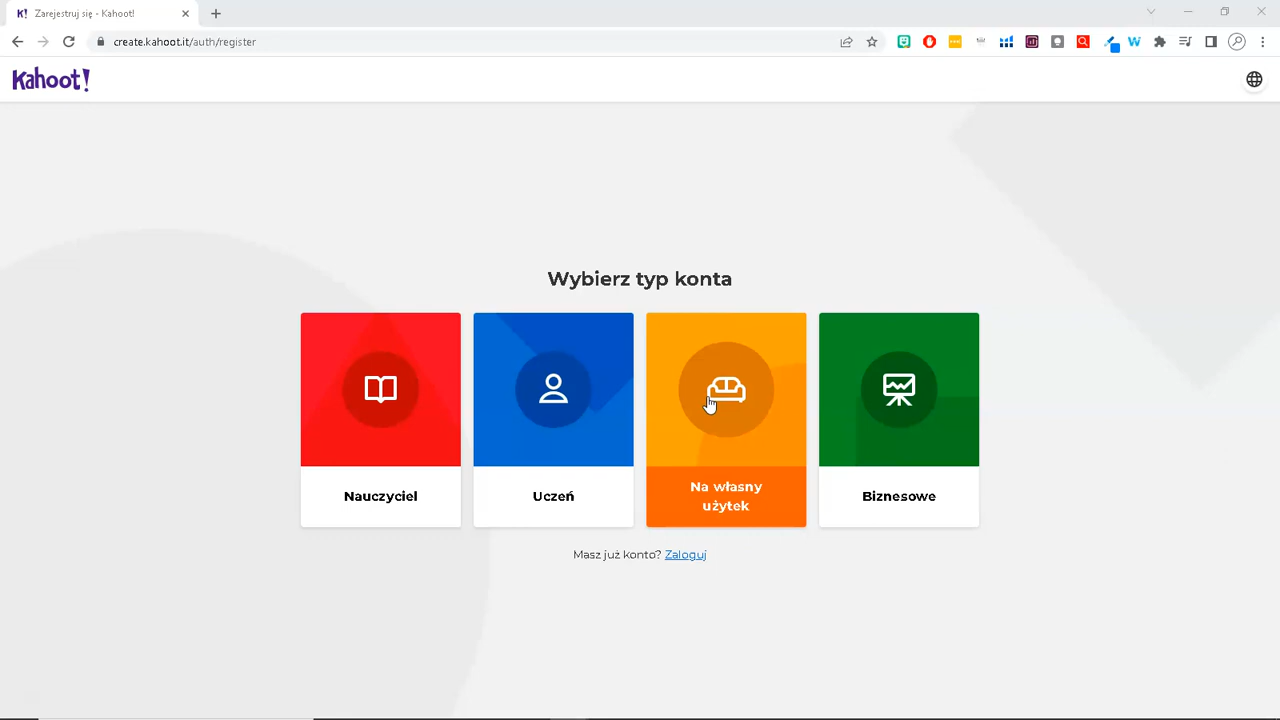 Zarejestruj się - Kahoot!
create.kahoot.it/auth/register
Kahoot!
Wybierz typ konta
Nauczyciel
Uczeń
Na własny
użytek
Biznesowe
Masz już konto? Zaloguj